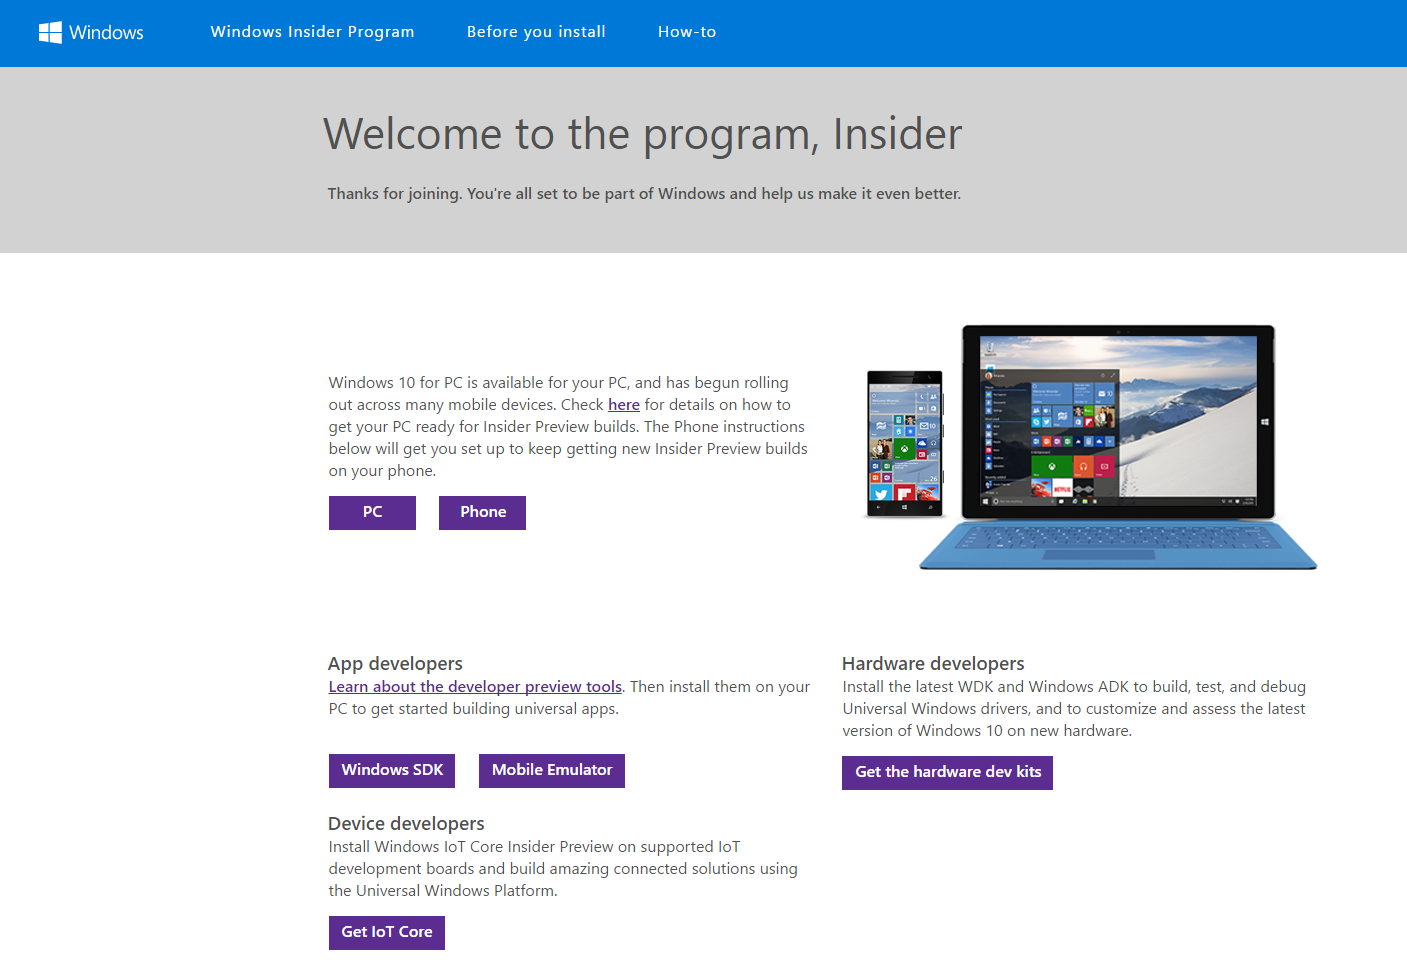 Windows
Windows Insider Program
Before you install
How-to
Welcome to the program, Insider
Thanks for joining. You're all set to be part of Windows and help us make it even better.
Windows 10 for PC is available for your PC, and has begun rolling
out across many mobile devices. Check here for details on how to
get your PC ready for Insider Preview builds. The Phone instructions
below will get you set up to keep getting new Insider Preview builds
on your phone.
PC
Phone
App developers
Learn about the developer preview tools. Then install them on your
PC to get started building universal apps.
Windows SDK
Mobile Emulator
Hardware developers
Install the latest WDK and Windows ADK to build, test, and debug
Universal Windows drivers, and to customize and assess the latest
version of Windows 10 on new hardware.
Get the hardware dev kits
Device developers
Install Windows IoT Core Insider Preview on supported IoT
development boards and build amazing connected solutions using
the Universal Windows Platform.
Get IoT Core